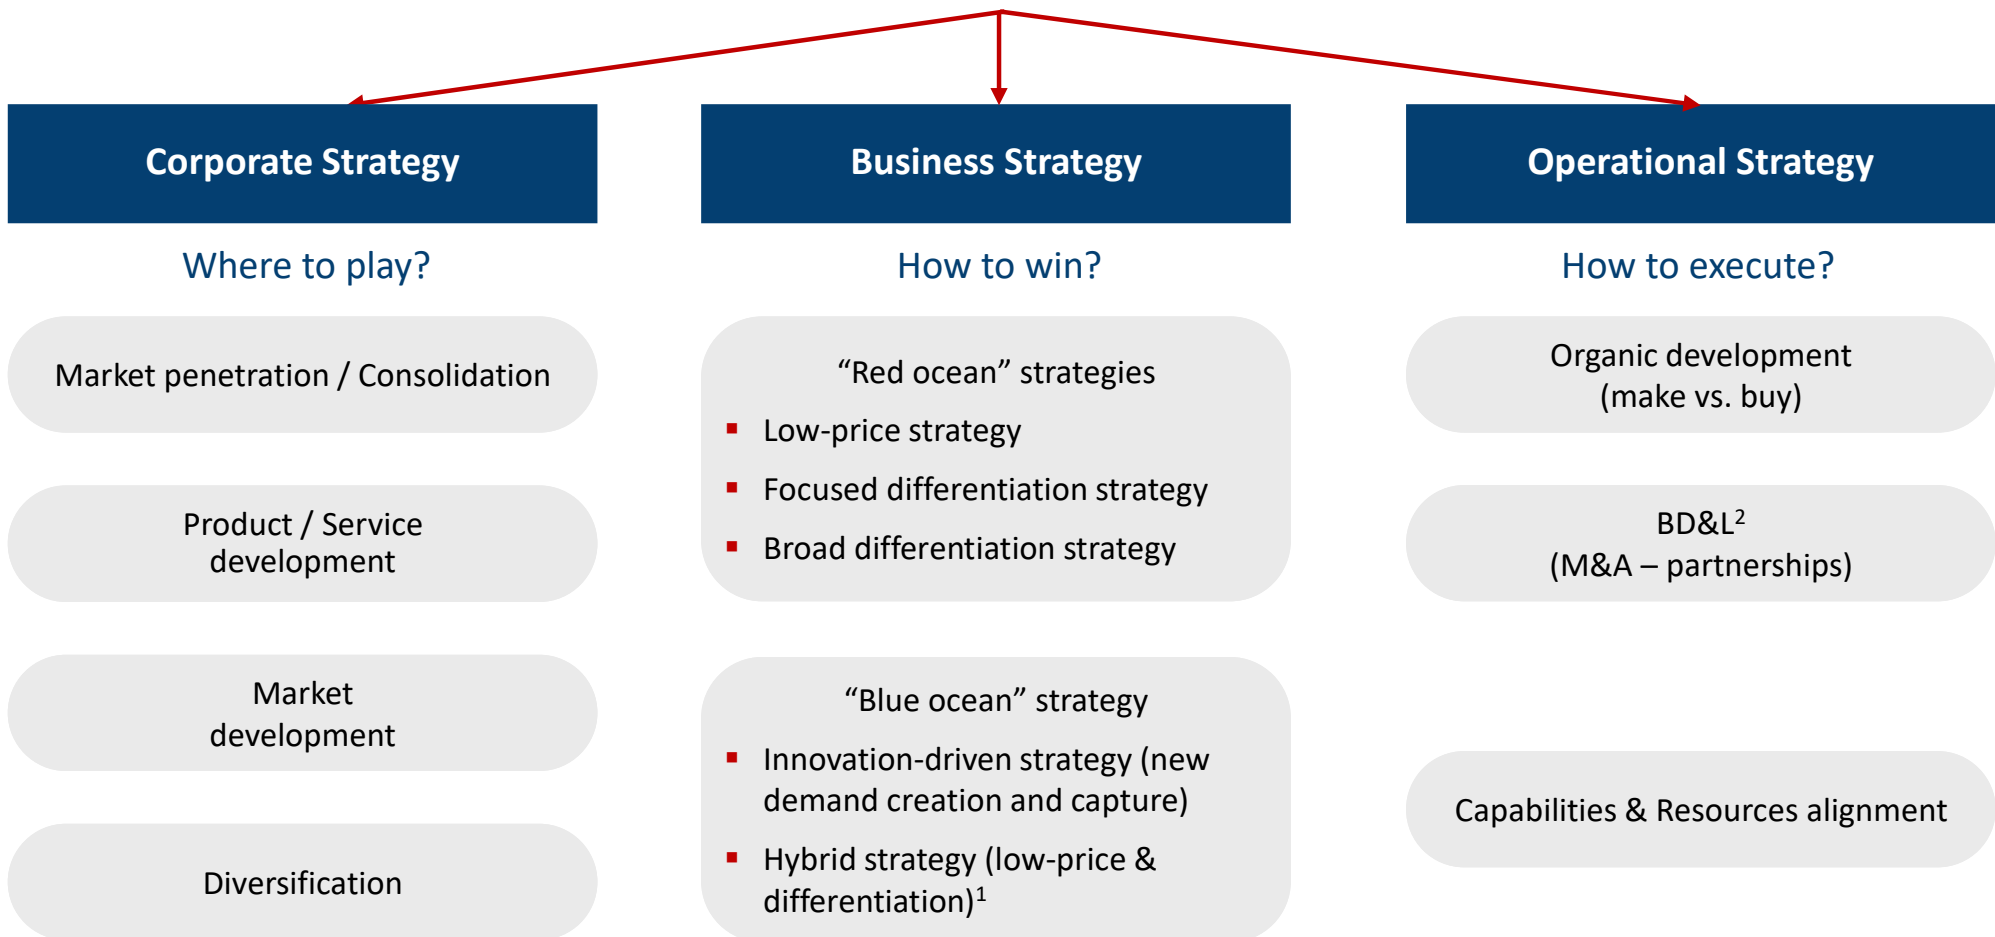 Corporate Strategy
Where to play?
Market penetration / Consolidation
Product / Service
development
Market
development
Diversification
Business Strategy
How to win?
“Red ocean” strategies
▪ Low-price strategy
▪ Focused differentiation strategy
▪ Broad differentiation strategy
“Blue ocean” strategy
▪ Innovation-driven strategy (new
demand creation and capture)
▪ Hybrid strategy (low-price &
differentiation)¹
Operational Strategy
How to execute?
Organic development
(make vs. buy)
BD&L²
(M&A – partnerships)
Capabilities & Resources alignment